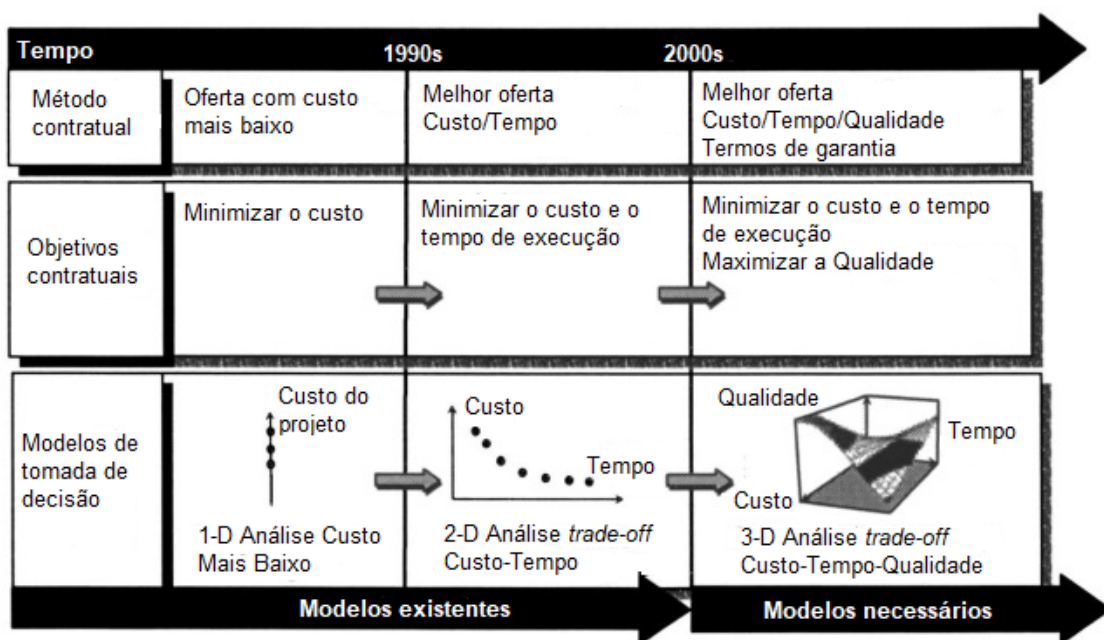 Tempo
1990s
2000s
Método
contratual
Oferta com custo
mais baixo
Melhor oferta
Custo/Tempo
Melhor oferta
Custo/Tempo/Qualidade
Termos de garantia
Objetivos
contratuais
Minimizar o custo
Minimizar o custo e o
tempo de execução
Minimizar o custo e o tempo
de execução
Maximizar a Qualidade
Modelos de
tomada de
decisão
Custo do
projeto
1-D Análise Custo
Mais Baixo
Custo
Tempo
2-D Análise trade-off
Custo-Tempo
Qualidade
Tempo
Custo
3-D Análise trade-off
Custo-Tempo-Qualidade
Modelos existentes
Modelos necessários